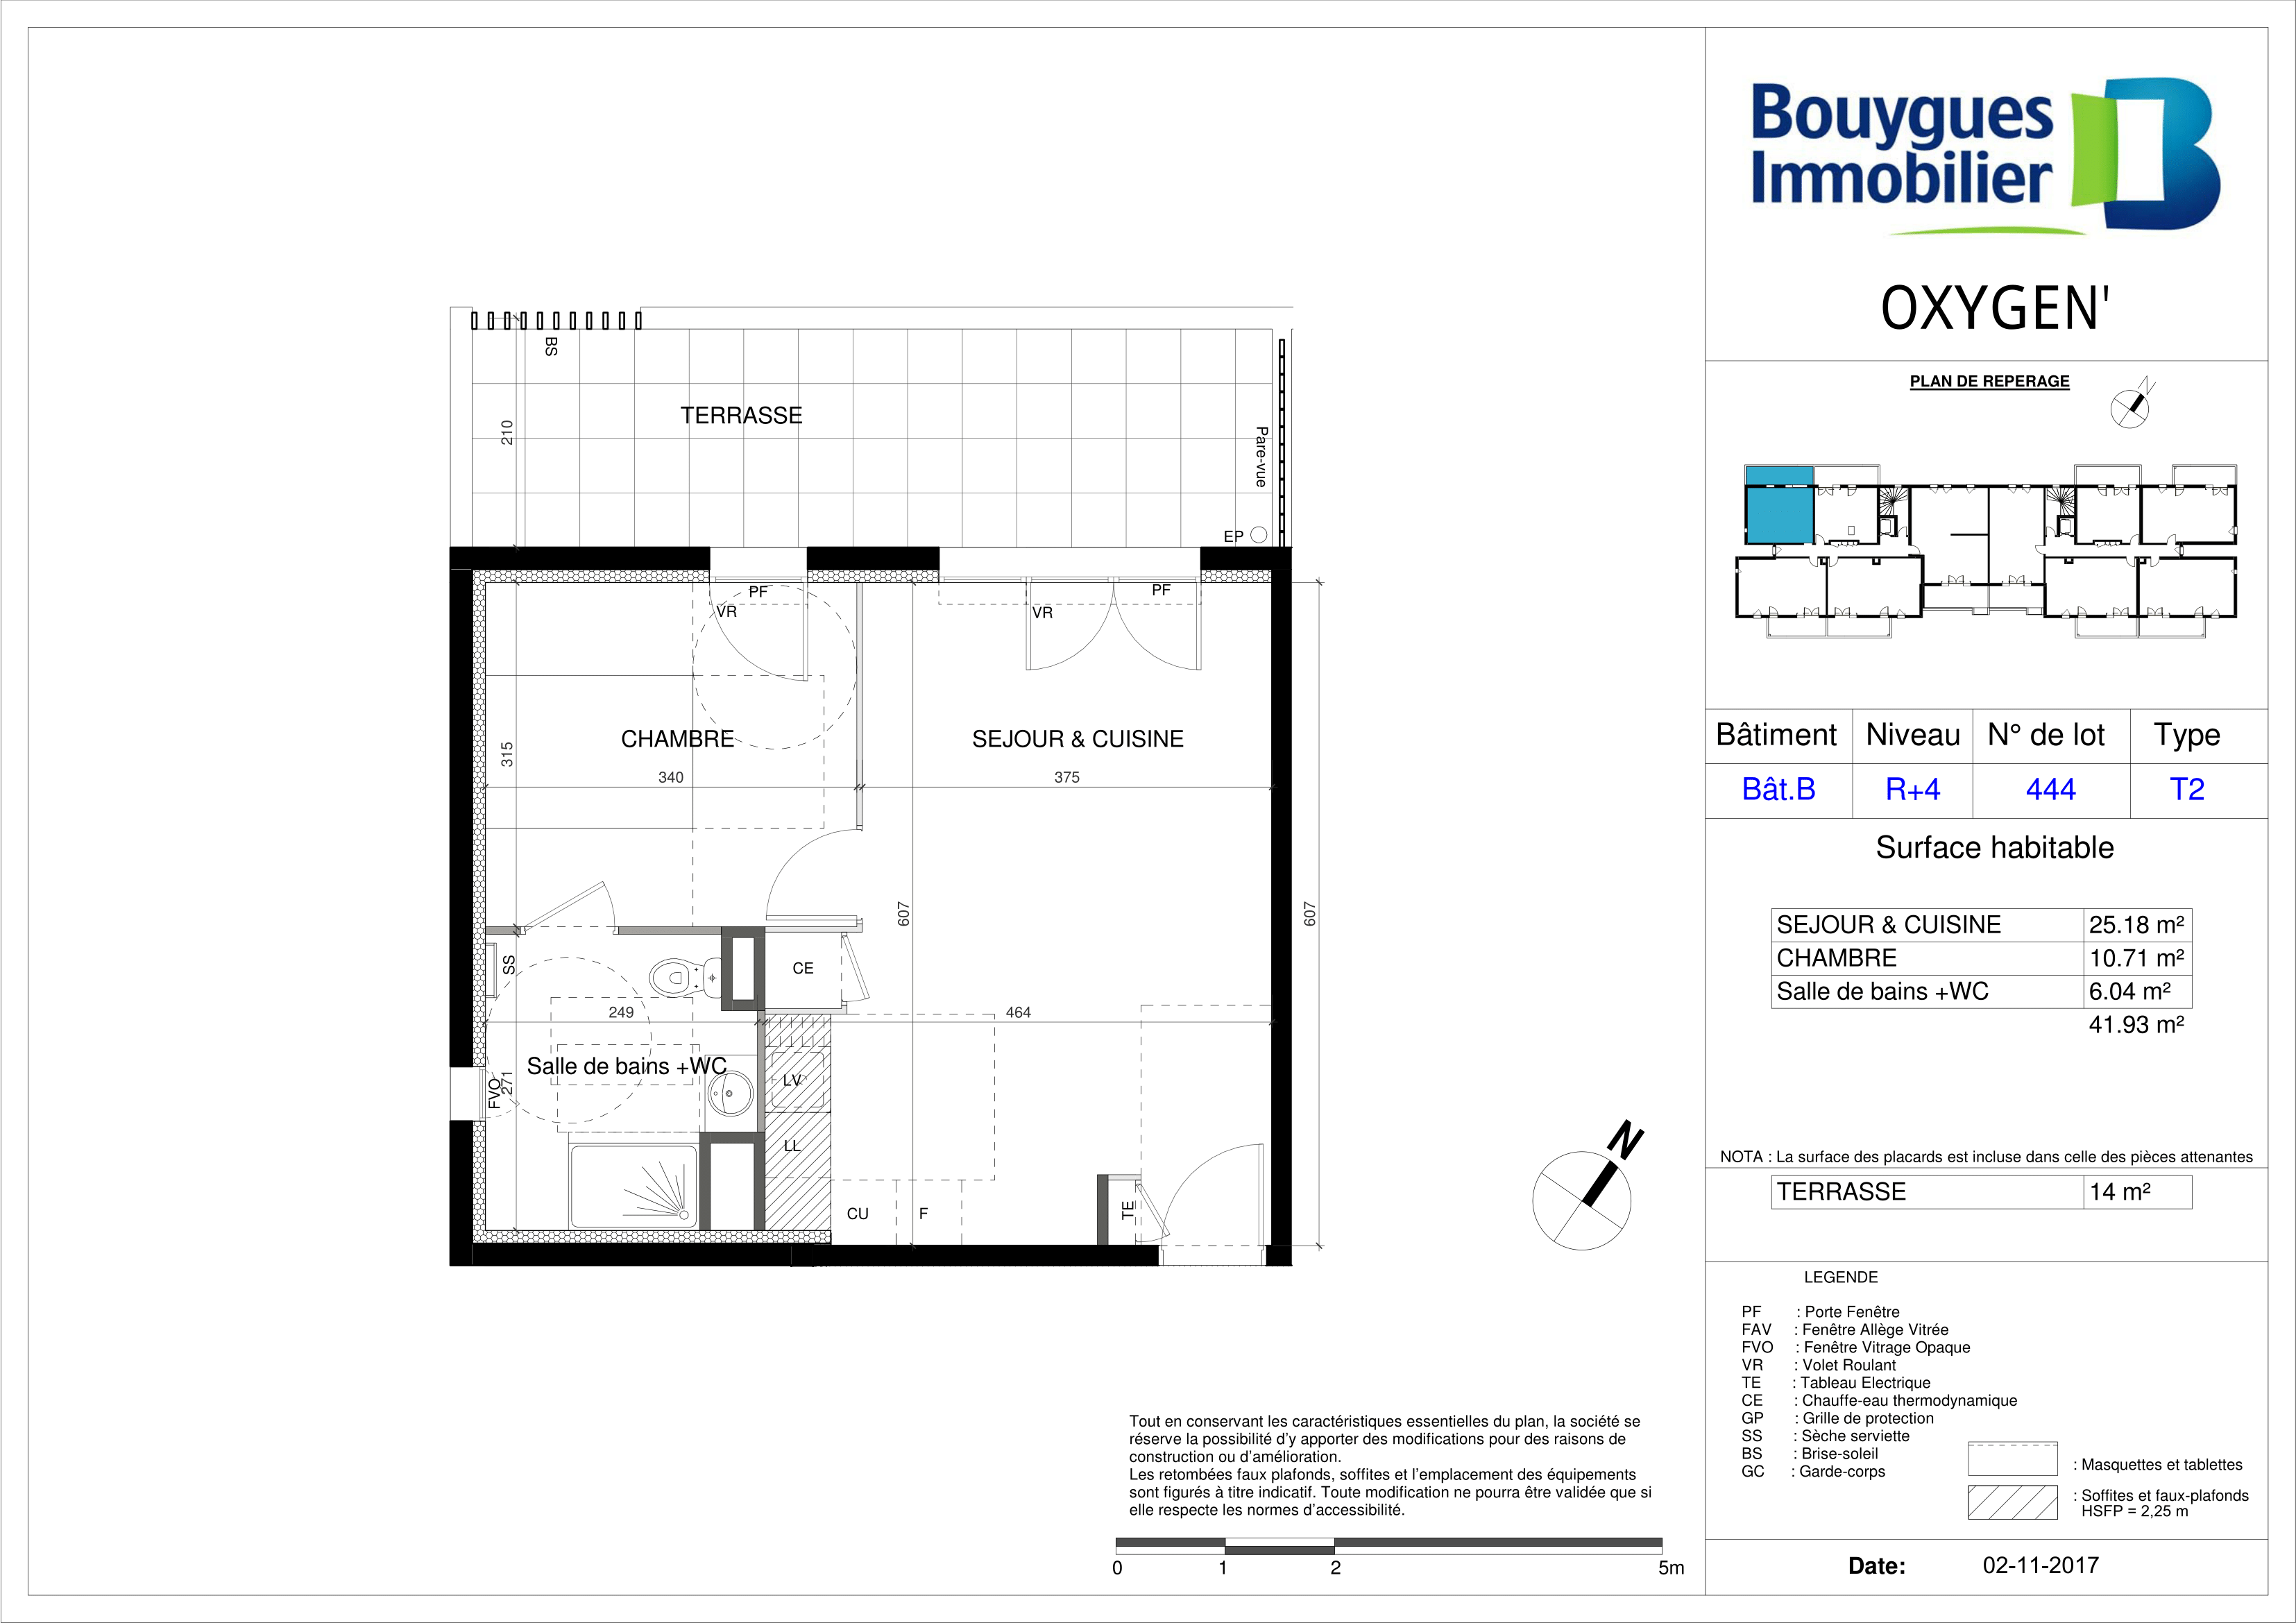 Bouygues
Immobilier
OXYGEN'
PLAN DE REPERAGE
N
Bâtiment Niveau N° de lot Type
Bât.B R+4 444 T2
Surface habitable
SEJOUR & CUISINE 25.18 m²
CHAMBRE 10.71 m²
Salle de bains +WC 6.04 m²
41.93 m²
NOTA : La surface des placards est incluse dans celle des pièces attenantes
TERRASSE 14 m²
LEGENDE
PF : Porte Fenêtre
FAV : Fenêtre Allège Vitrée
FVO : Fenêtre Vitrage Opaque
VR : Volet Roulant
TE : Tableau Electrique
CE : Chauffe-eau thermodynamique
GP : Grille de protection
SS : Sèche serviette
BS : Brise-soleil
GC : Garde-corps
: Masquettes et tablettes
: Soffites et faux-plafonds
HSFP = 2,25 m
Date: 02-11-2017
BS
TERRASSE
210
Pare-vue
EP
PF
VR
PF
VR
CHAMBRE
SEJOUR & CUISINE
315
340
375
607
607
SS
CE
249
464
Salle de bains +WC
FVO
271
LV
LL
CU
F
TE
N
Tout en conservant les caractéristiques essentielles du plan, la société se
réserve la possibilité d'y apporter des modifications pour des raisons de
construction ou d'amélioration.
Les retombées faux plafonds, soffites et l'emplacement des équipements
sont figurés à titre indicatif. Toute modification ne pourra être validée que si
elle respecte les normes d'accessibilité.
0 1 2 5m